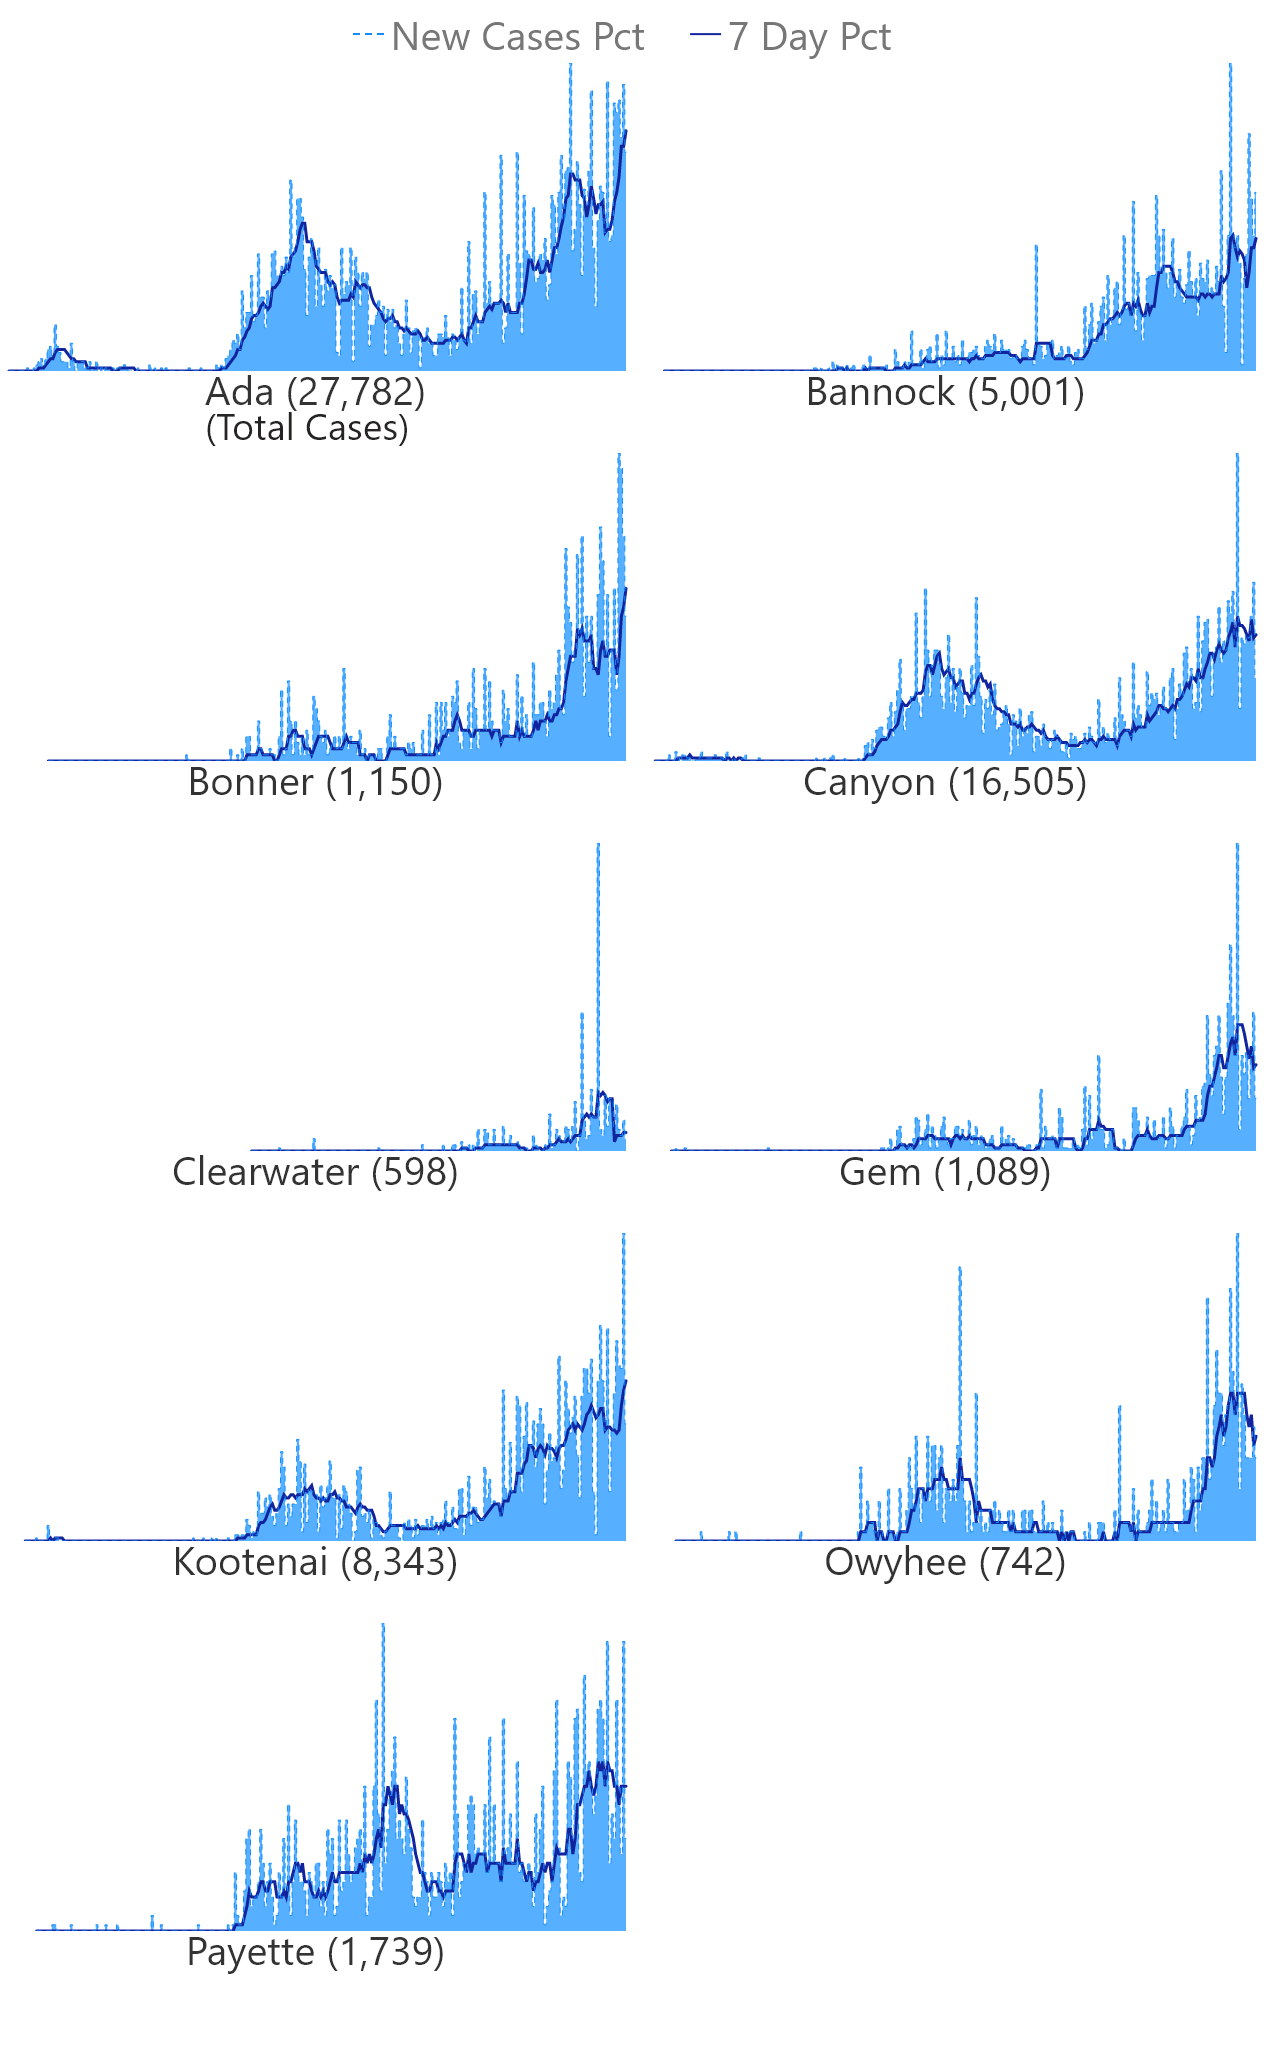 New Cases Pct 7 Day Pct
Ada (27,782)
(Total Cases)
Bannock (5,001)
Bonner (1,150)
Canyon (16,505)
Clearwater (598)
Gem (1,089)
Kootenai (8,343)
Owyhee (742)
Payette (1,739)